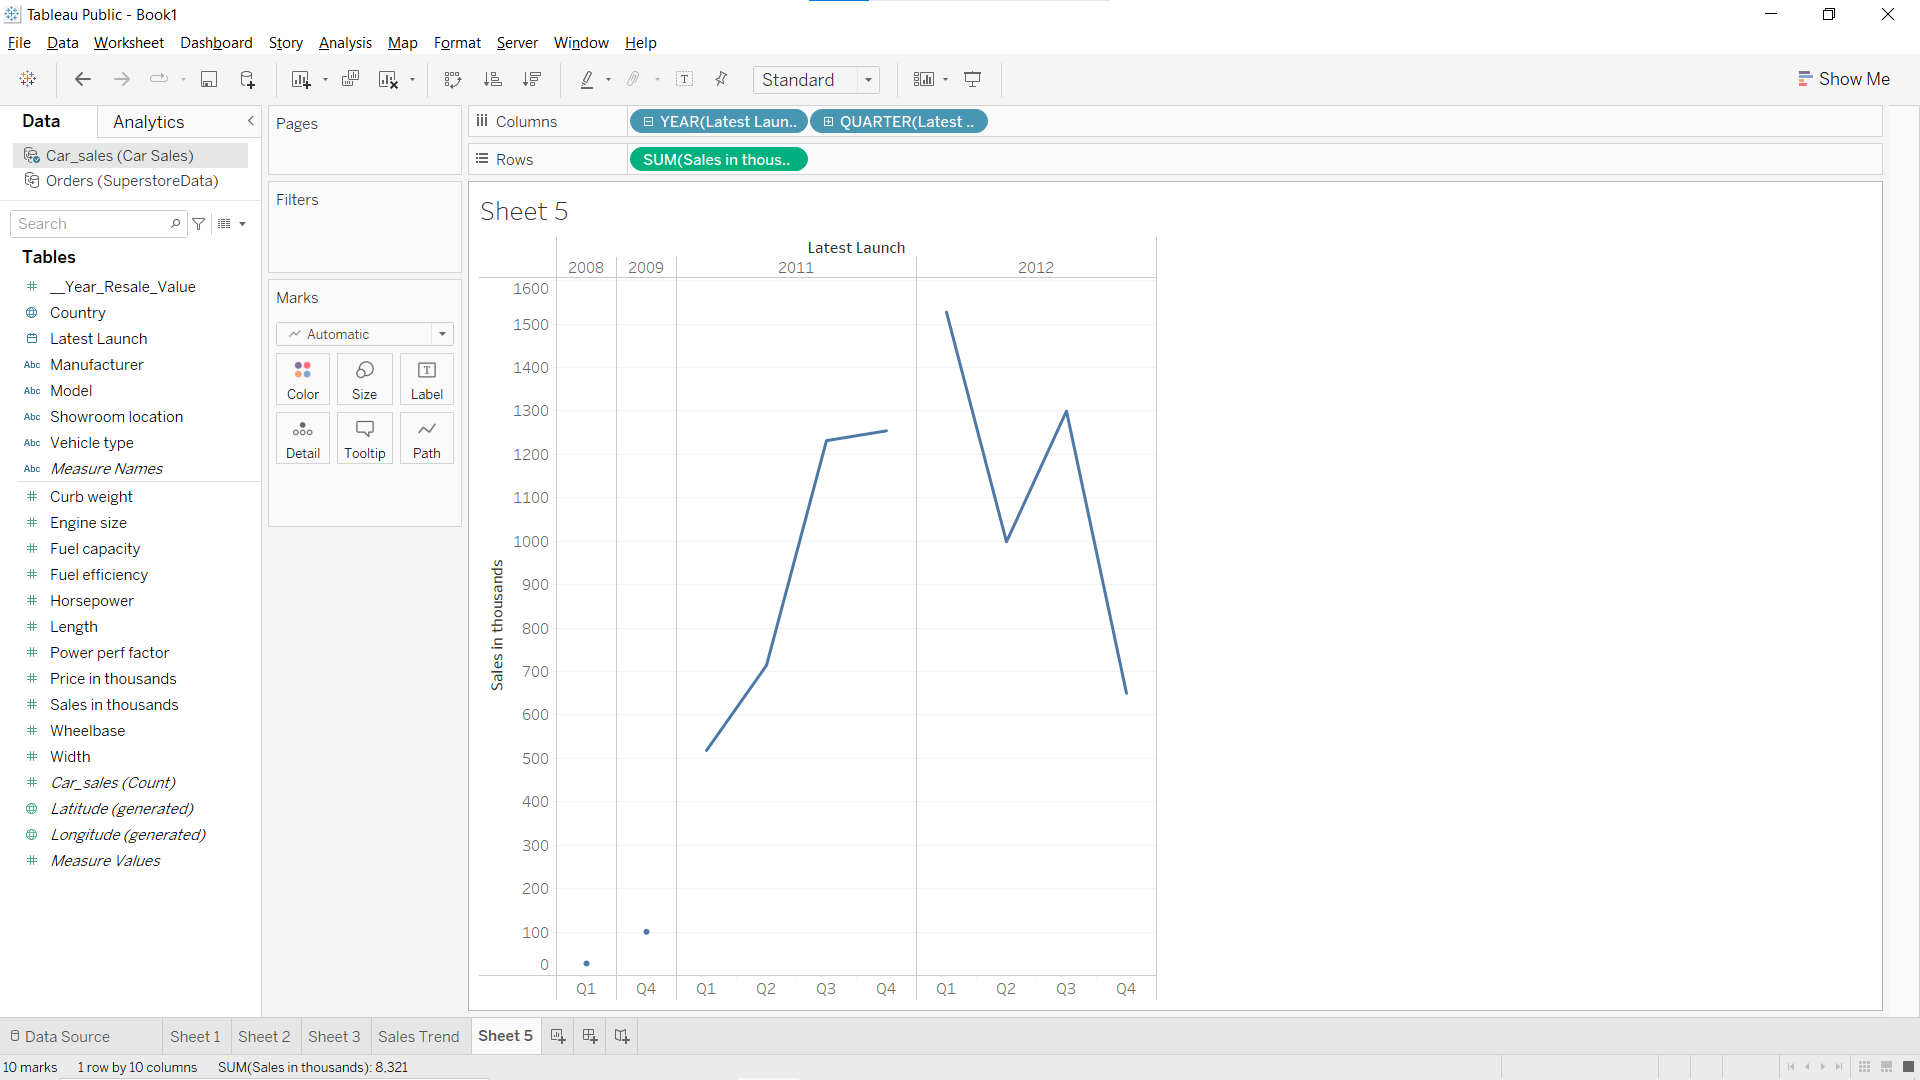 Tableau Public - Book1
File Data Worksheet Dashboard Story Analysis Map Format Server Window Help
Standard
Show Me
Data
Analytics
Car_sales (Car Sales)
Orders (SuperstoreData)
Search
Tables
__Year_Resale_Value
Country
Latest Launch
Abc Manufacturer
Abc Model
Abc Showroom location
Abc Vehicle type
Abc Measure Names
Curb weight
Engine size
Fuel capacity
Fuel efficiency
Horsepower
Length
Power perf factor
Price in thousands
Sales in thousands
Wheelbase
Width
Car_sales (Count)
Latitude (generated)
Longitude (generated)
Measure Values
Pages
Filters
Marks
Automatic
Color Size Label
Detail Tooltip Path
Columns YEAR(Latest Laun.. QUARTER(Latest ..
Rows SUM(Sales in thous..
Sheet 5
Latest Launch
2008 2009 2011 2012
1600
1500
1400
1300
1200
1100
1000
900
800
700
600
500
400
300
200
100
0
Sales in thousands
Q1 Q4 Q1 Q2 Q3 Q4 Q1 Q2 Q3 Q4
Data Source Sheet 1 Sheet 2 Sheet 3 Sales Trend Sheet 5
10 marks 1 row by 10 columns SUM(Sales in thousands): 8,321